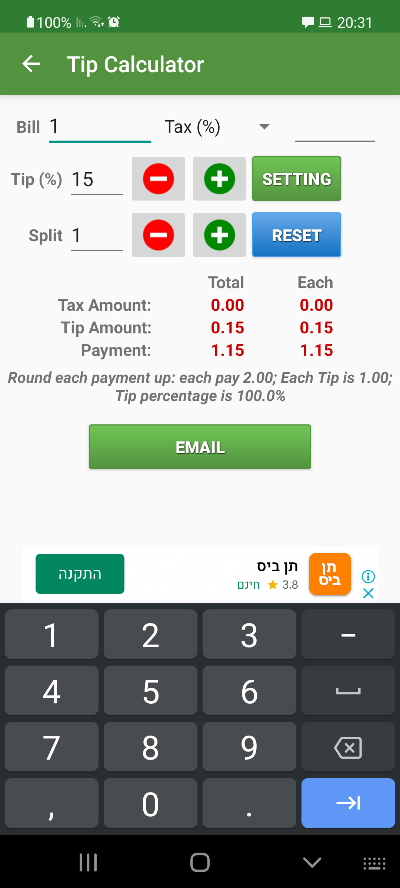 100% 20:31
Tip Calculator
Bill 1 Tax (%)
Tip (%) 15 SETTING
Split 1 RESET
Total Each
Tax Amount: 0.00 0.00
Tip Amount: 0.15 0.15
Payment: 1.15 1.15
Round each payment up: each pay 2.00; Each Tip is 1.00;
Tip percentage is 100.0%
EMAIL
תן ביס
3.8 חינם
התקנה
תן
ביס
1 2 3 -
4 5 6
7 8 9
, 0 .